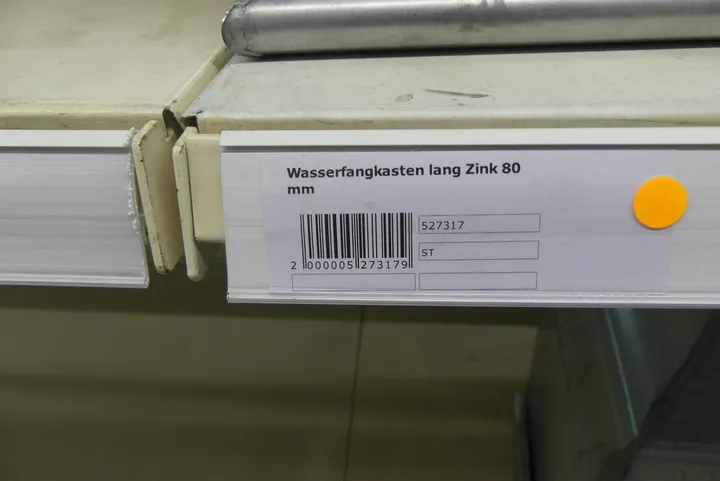 Wasserfangkasten lang Zink 80
mm
527317
ST
2 000005 273179